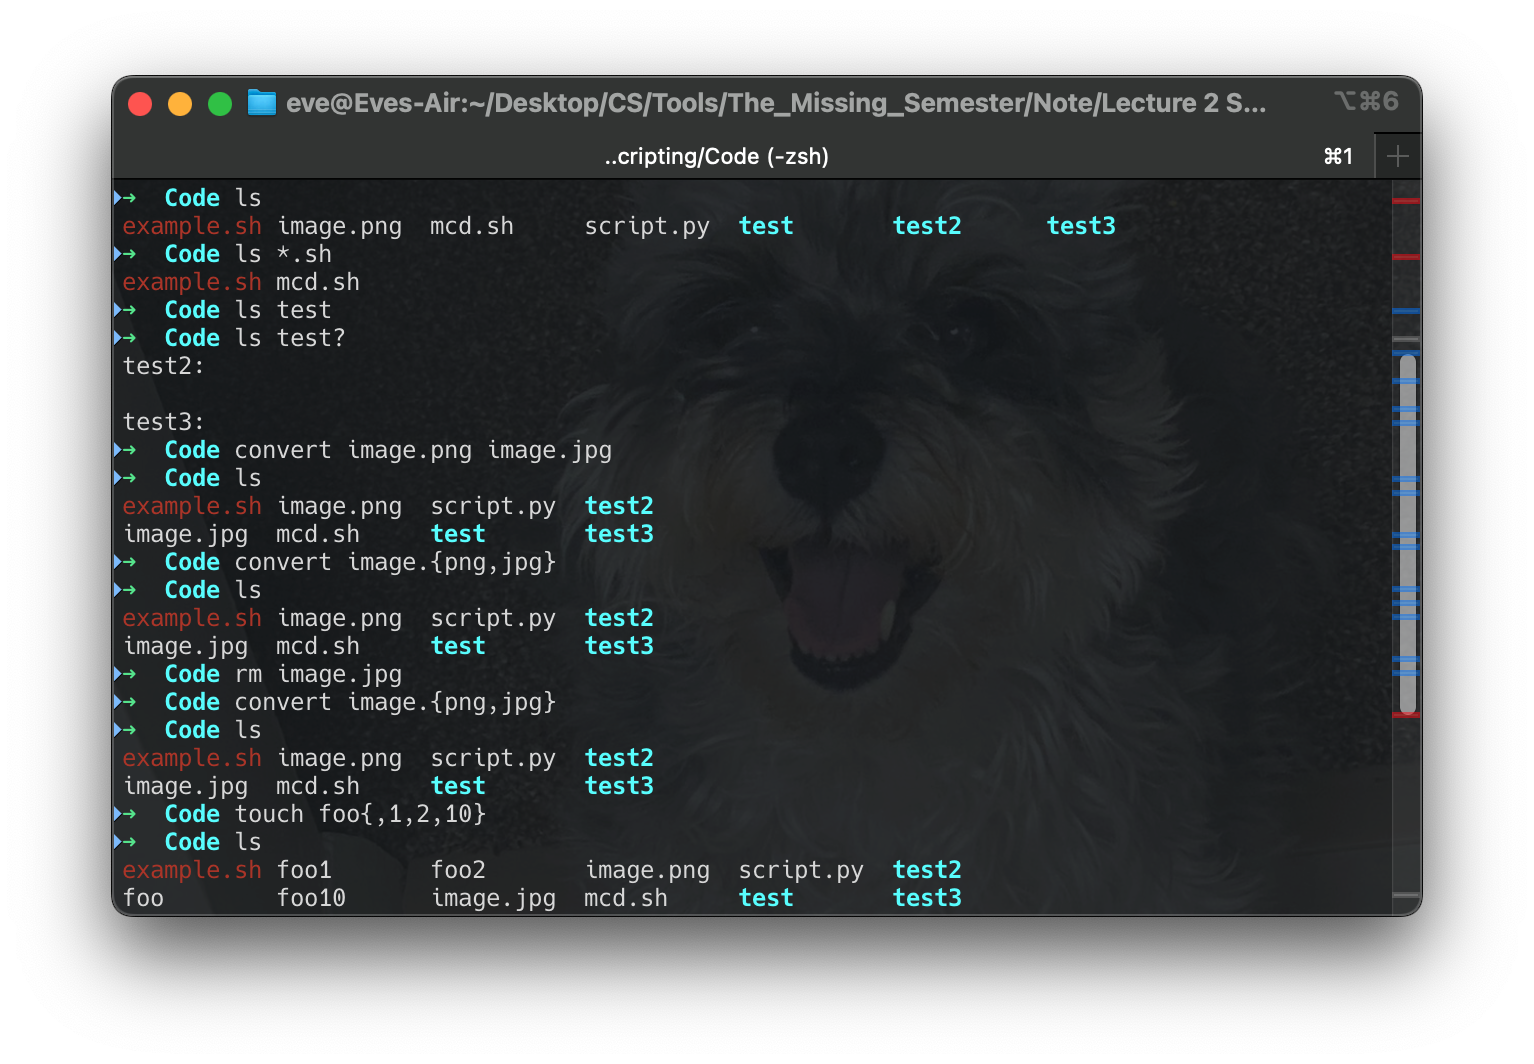 eve@Eves-Air:~/Desktop/CS/Tools/The_Missing_Semester/Note/Lecture 2 S... ⌥⌘6
..cripting/Code (-zsh) ⌘1 +
➜ Code ls
example.sh image.png mcd.sh script.py test test2 test3
➜ Code ls *.sh
example.sh mcd.sh
➜ Code ls test
➜ Code ls test?
test2:
test3:
➜ Code convert image.png image.jpg
➜ Code ls
example.sh image.png script.py test2
image.jpg mcd.sh test test3
➜ Code convert image.{png,jpg}
➜ Code ls
example.sh image.png script.py test2
image.jpg mcd.sh test test3
➜ Code rm image.jpg
➜ Code convert image.{png,jpg}
➜ Code ls
example.sh image.png script.py test2
image.jpg mcd.sh test test3
➜ Code touch foo{,1,2,10}
➜ Code ls
example.sh foo1 foo2 image.png script.py test2
foo foo10 image.jpg mcd.sh test test3